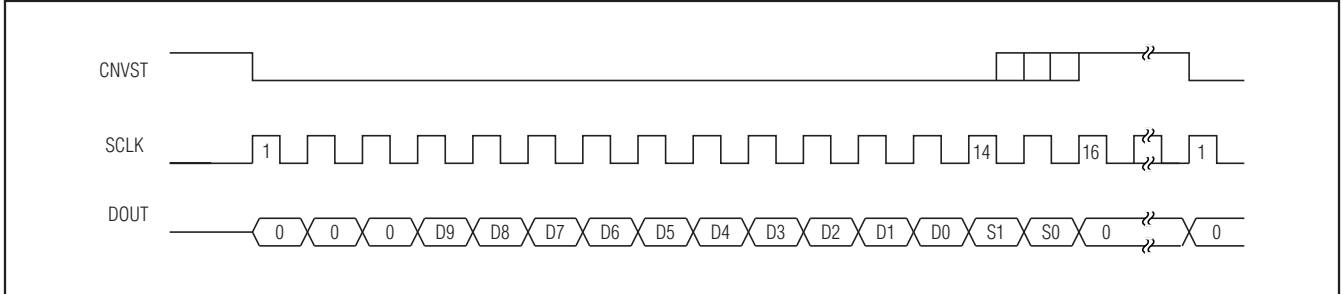 CNVST
SCLK 1 14 16 1
DOUT 0 0 0 D9 D8 D7 D6 D5 D4 D3 D2 D1 D0 S1 S0 0 0